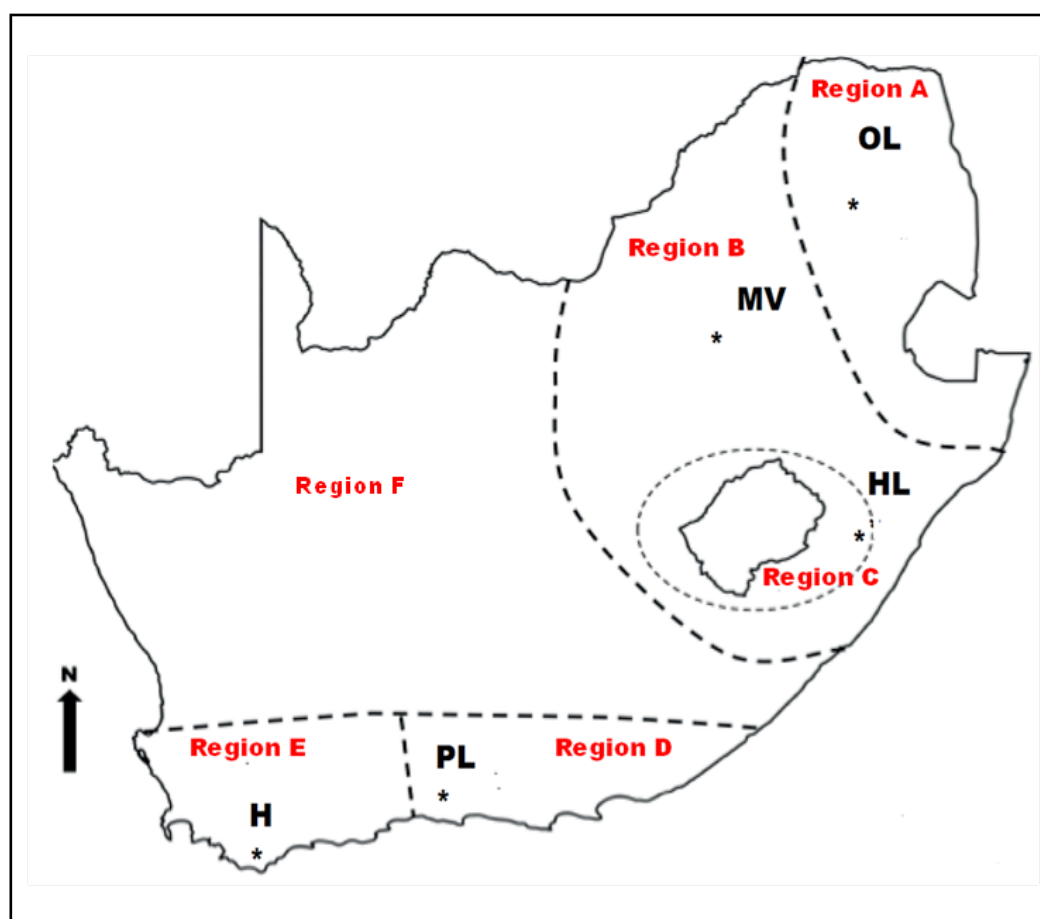 Region A
OL
*
Region B
MV
*
Region F
HL
*
Region C
N
Region E
PL
Region D
*
H
*